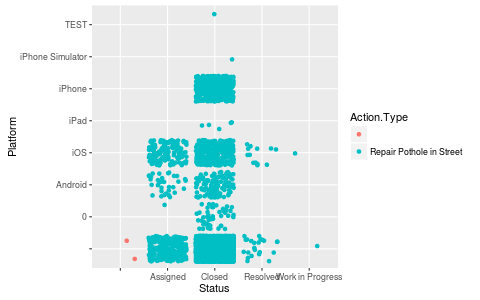 TEST
iPhone Simulator
iPhone
iPad
iOS
Android
0
Platform
Assigned
Closed
Resolved
Work in Progress
Status
Action.Type
Repair Pothole in Street